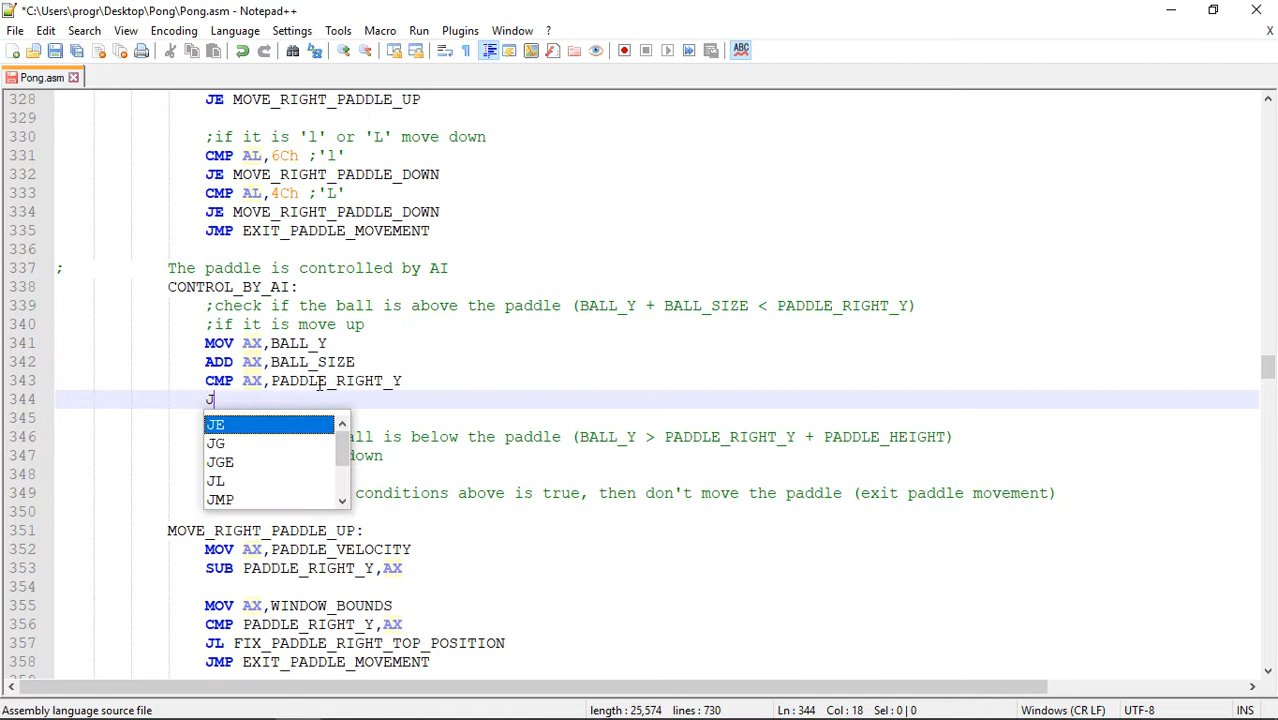 *C:\Users\progr\Desktop\Pong\Pong.asm - Notepad++
File Edit Search View Encoding Language Settings Tools Macro Run Plugins Window ? X
ABC
Pong.asm
328 JE MOVE_RIGHT_PADDLE_UP
329
330 ;if it is 'l' or 'L' move down
331 CMP AL,6Ch ;'l'
332 JE MOVE_RIGHT_PADDLE_DOWN
333 CMP AL,4Ch ;'L'
334 JE MOVE_RIGHT_PADDLE_DOWN
335 JMP EXIT_PADDLE_MOVEMENT
336
337 ; The paddle is controlled by AI
338 CONTROL_BY_AI:
339 ;check if the ball is above the paddle (BALL_Y + BALL_SIZE < PADDLE_RIGHT_Y)
340 ;if it is move up
341 MOV AX,BALL_Y
342 ADD AX,BALL_SIZE
343 CMP AX,PADDLE_RIGHT_Y
344 J
345 JE
346 JG all is below the paddle (BALL_Y > PADDLE_RIGHT_Y + PADDLE_HEIGHT)
347 JGE down
348 JL
349 JMP conditions above is true, then don't move the paddle (exit paddle movement)
350
351 MOVE_RIGHT_PADDLE_UP:
352 MOV AX,PADDLE_VELOCITY
353 SUB PADDLE_RIGHT_Y,AX
354
355 MOV AX,WINDOW_BOUNDS
356 CMP PADDLE_RIGHT_Y,AX
357 JL FIX_PADDLE_RIGHT_TOP_POSITION
358 JMP EXIT_PADDLE_MOVEMENT
Assembly language source file length : 25,574 lines : 730 Ln : 344 Col : 18 Sel : 0 | 0 Windows (CR LF) UTF-8 INS